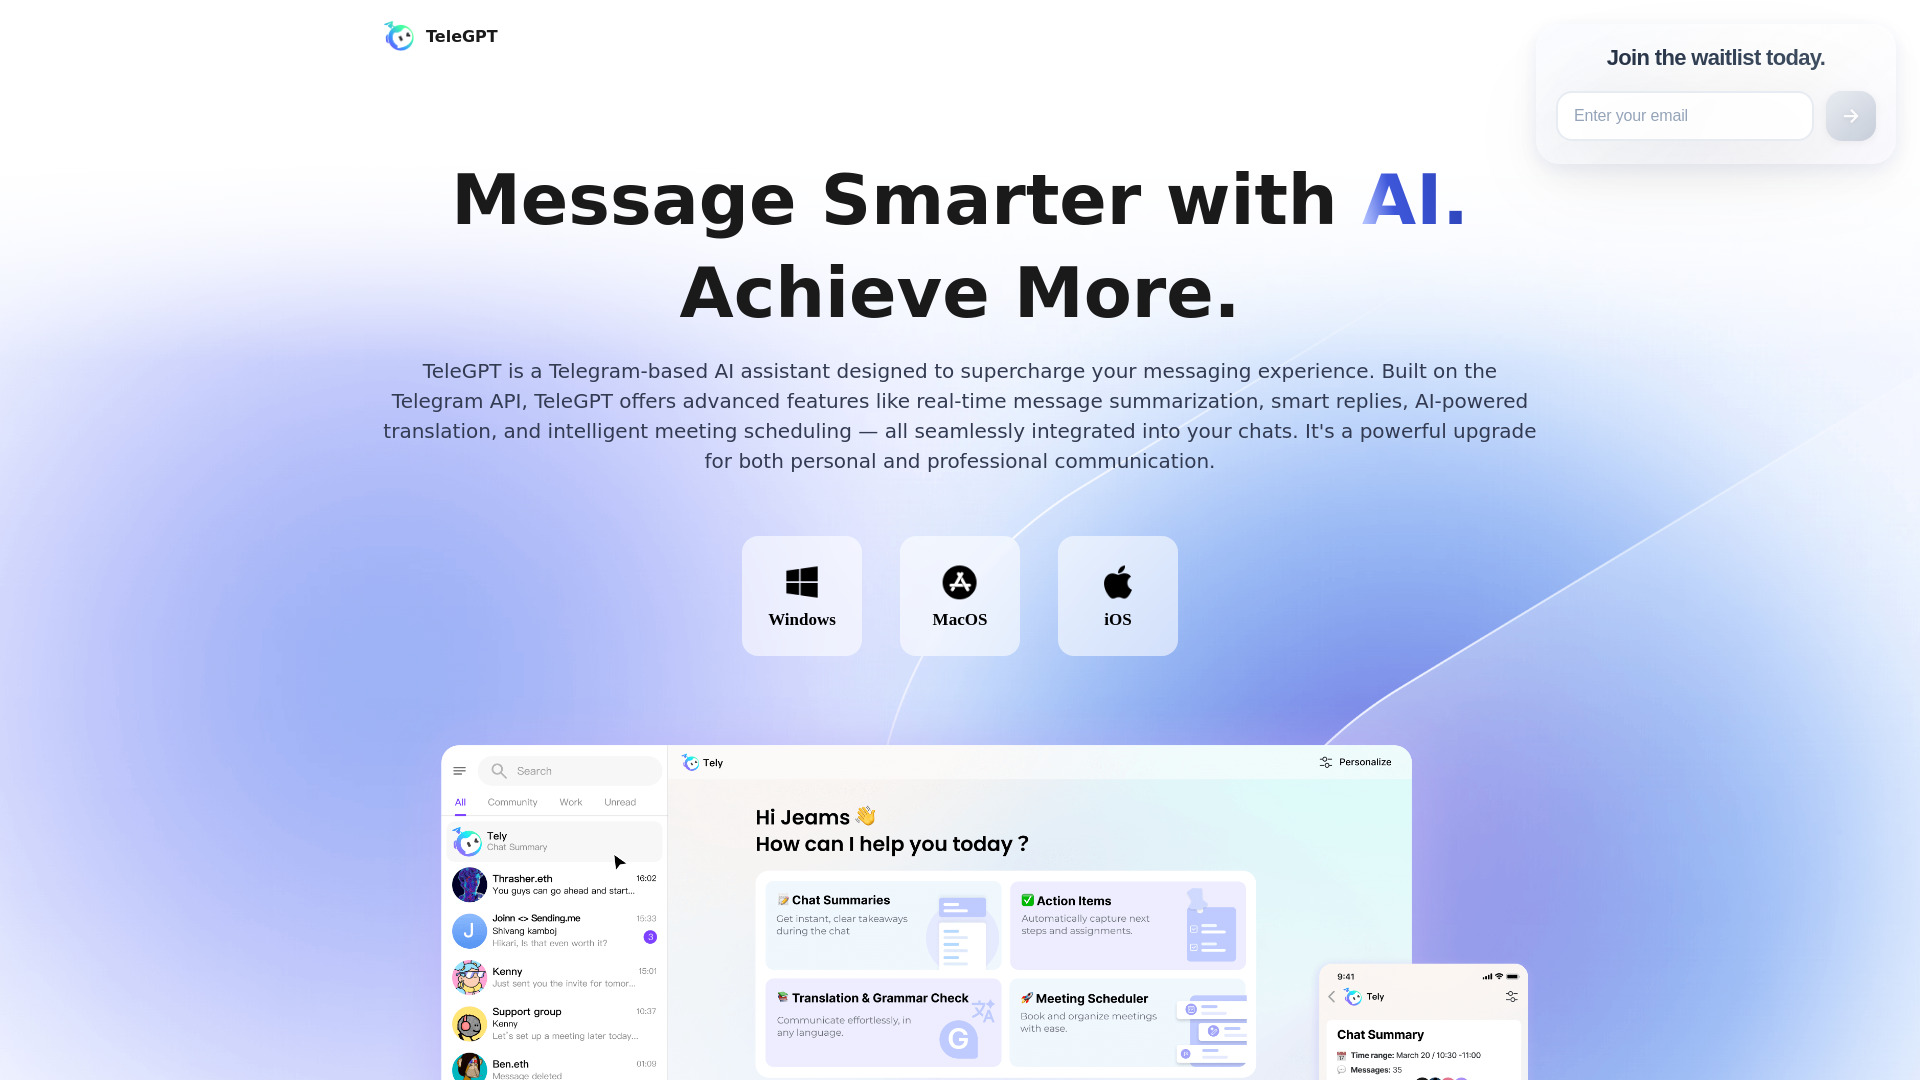 TeleGPT
Join the waitlist today.
Enter your email
Message Smarter with AI.
Achieve More.
TeleGPT is a Telegram-based AI assistant designed to supercharge your messaging experience. Built on the
Telegram API, TeleGPT offers advanced features like real-time message summarization, smart replies, AI-powered
translation, and intelligent meeting scheduling — all seamlessly integrated into your chats. It's a powerful upgrade
for both personal and professional communication.
Windows
MacOS
iOS
Search
All Community Work Unread
Tely
Chat Summary
Thrasher.eth 16:02
You guys can go ahead and start...
Joinn <> Sending.me 15:33
Shivang kamboj
Hikari, Is that even worth it? 3
J
Kenny 15:01
Just sent you the invite for tomor...
Support group 10:37
Kenny
Let's set up a meeting later today...
Ben.eth 01:09
Message deleted
Tely
Personalize
Hi Jeams 👋
How can I help you today ?
📝 Chat Summaries
Get instant, clear takeaways
during the chat
✅ Action Items
Automatically capture next
steps and assignments.
Translation & Grammar Check
Communicate effortlessly, in
any language.
G
🚀 Meeting Scheduler
Book and organize meetings
with ease.
9:41
Tely
Chat Summary
📅 Time range: March 20 / 10:30 -11:00
💬 Messages: 35